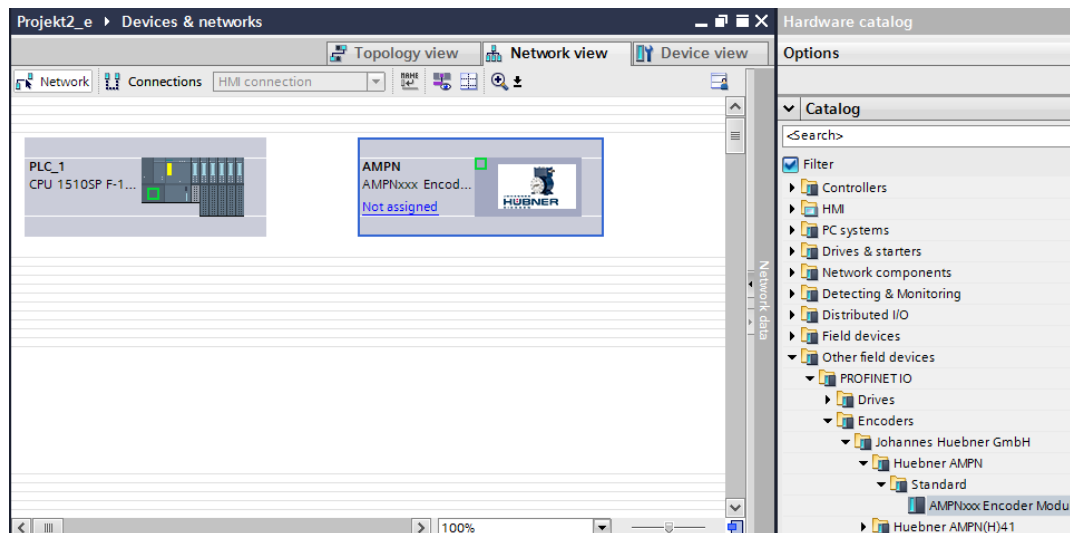 Projekt2_e ▸ Devices & networks
Topology view Network view Device view
Network Connections HMI connection
PLC_1
CPU 1510SP F-1...
AMPN
AMPNxxx Encod...
Not assigned
HÜBNER
Network data
100%
Hardware catalog
Options
Catalog
<Search>
Filter
Controllers
HMI
PC systems
Drives & starters
Network components
Detecting & Monitoring
Distributed I/O
Field devices
Other field devices
PROFINET IO
Drives
Encoders
Johannes Huebner GmbH
Huebner AMPN
Standard
AMPNxxx Encoder Modu
Huebner AMPN(H)41